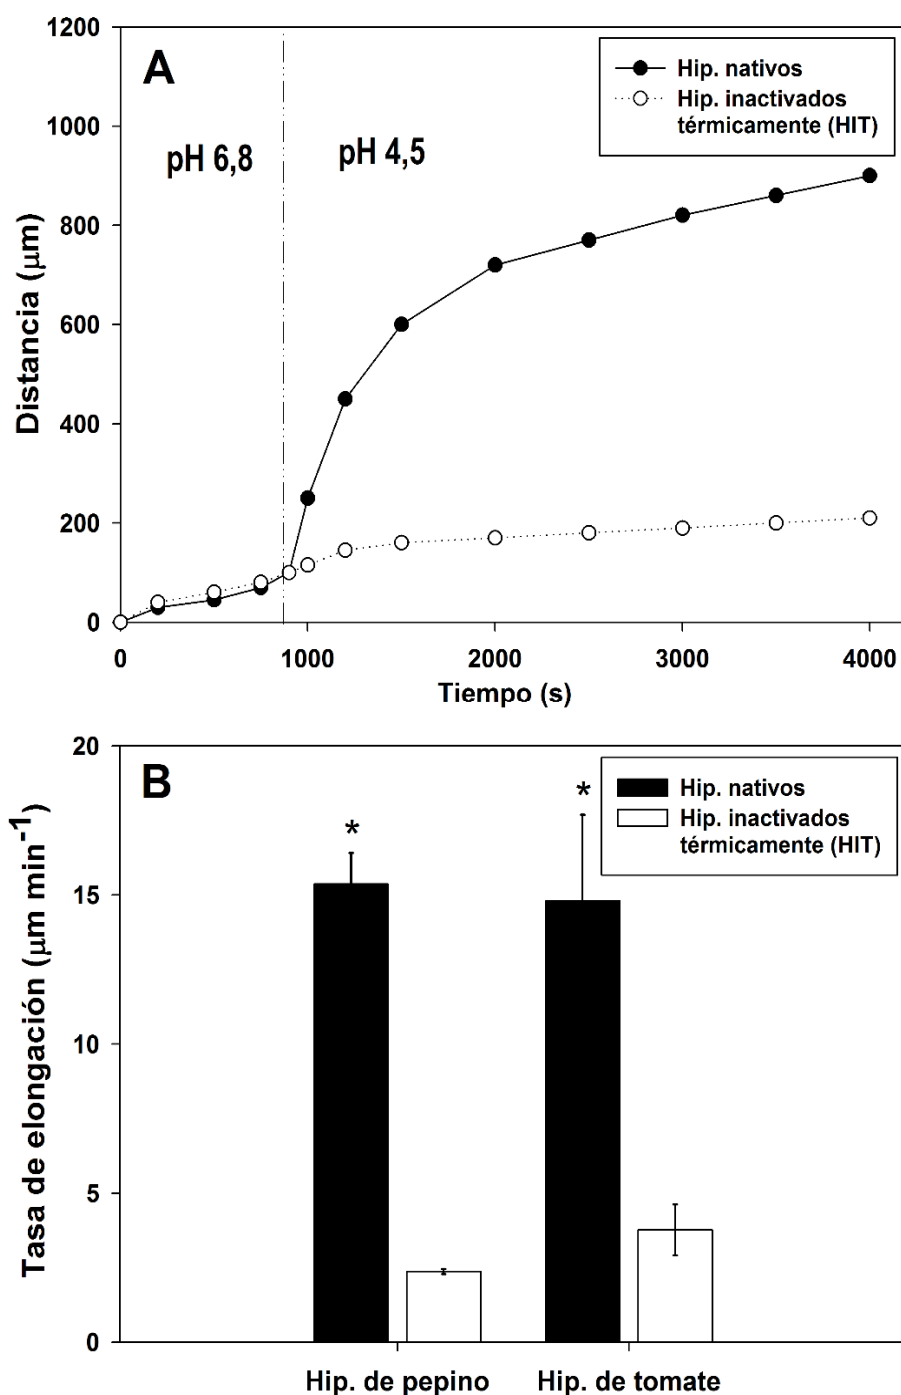 A
Hip. nativos
Hip. inactivados
térmicamente (HIT)
pH 6,8
pH 4,5
Distancia (μm)
1200
1000
800
600
400
200
0
0 1000 2000 3000 4000
Tiempo (s)
B
Hip. nativos
Hip. inactivados
térmicamente (HIT)
* *
Tasa de elongación (μm min⁻¹)
20
15
10
5
0
Hip. de pepino Hip. de tomate